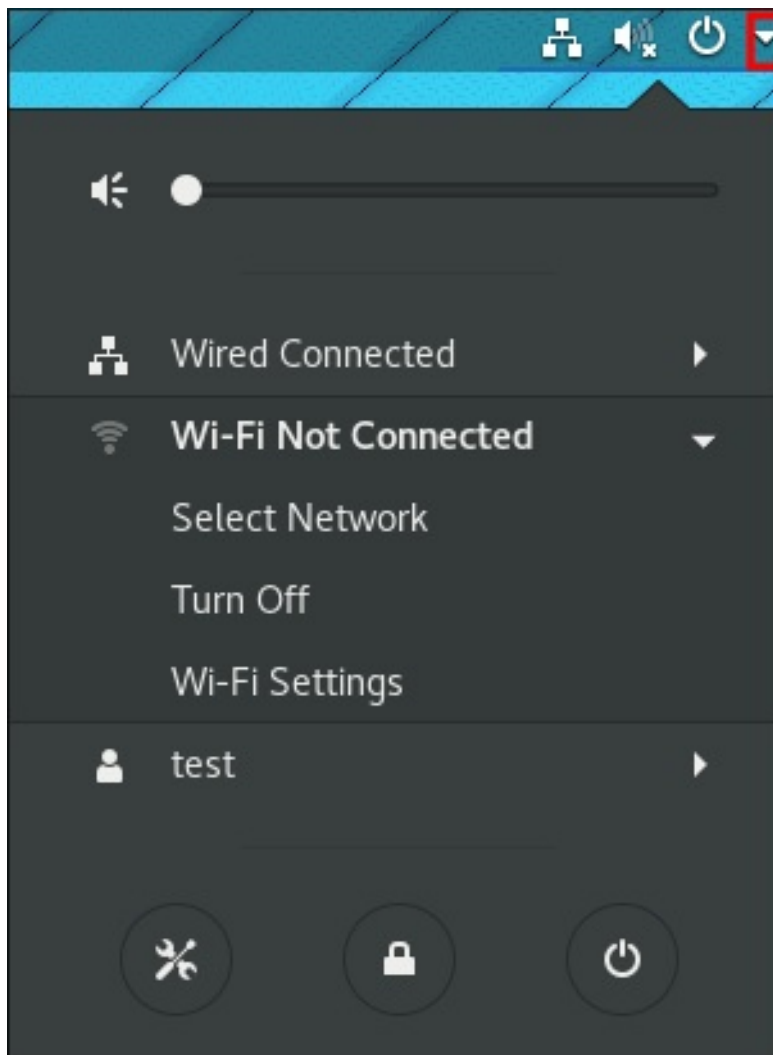 Wired Connected
Wi-Fi Not Connected
Select Network
Turn Off
Wi-Fi Settings
test